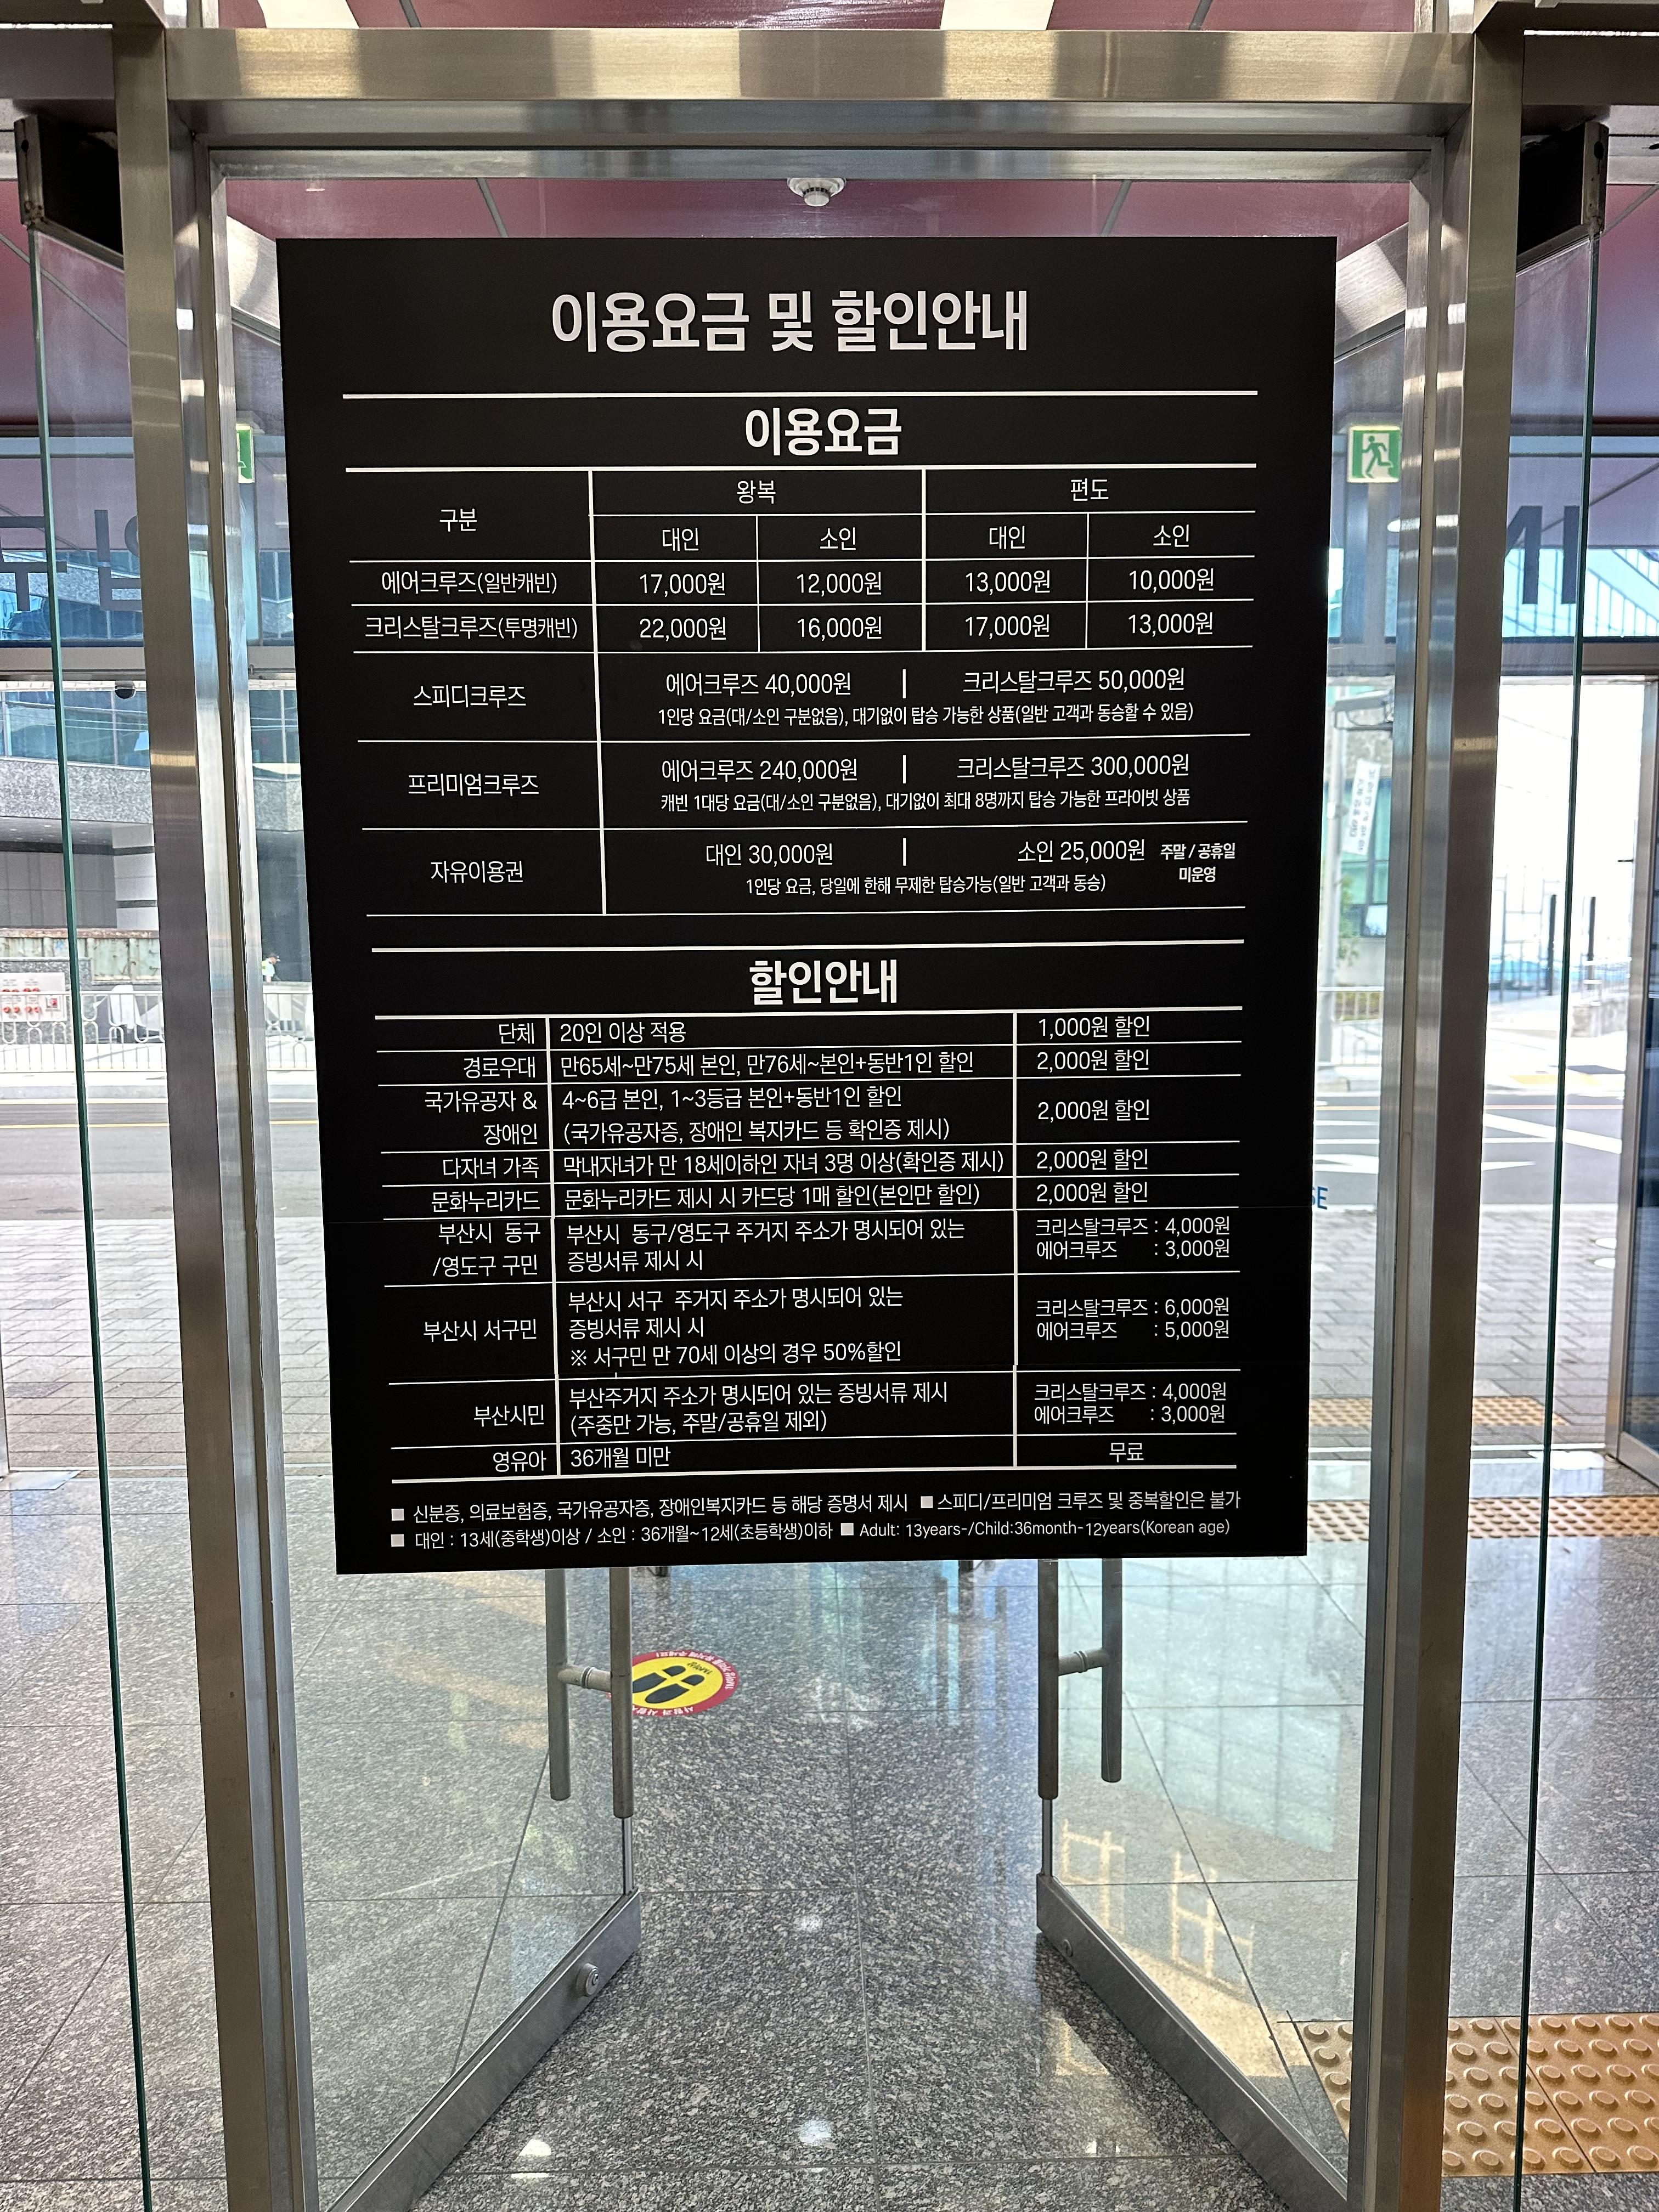 이용요금 및 할인안내
이용요금
구분 왕복 편도
대인 소인 대인 소인
에어크루즈(일반캐빈) 17,000원 12,000원 13,000원 10,000원
크리스탈크루즈(투명캐빈) 22,000원 16,000원 17,000원 13,000원
스피디크루즈 에어크루즈 40,000원 | 크리스탈크루즈 50,000원
1인당 요금(대/소인 구분없음), 대기없이 탑승 가능한 상품(일반 고객과 동승할 수 있음)
프리미엄크루즈 에어크루즈 240,000원 | 크리스탈크루즈 300,000원
캐빈 1대당 요금(대/소인 구분없음), 대기없이 최대 8명까지 탑승 가능한 프라이빗 상품
자유이용권 대인 30,000원 | 소인 25,000원 주말 / 공휴일
미운영
1인당 요금, 당일에 한해 무제한 탑승가능(일반 고객과 동승)
할인안내
단체 20인 이상 적용 1,000원 할인
경로우대 만65세~만75세 본인, 만76세~본인+동반1인 할인 2,000원 할인
국가유공자 & 4~6급 본인, 1~3등급 본인+동반1인 할인 2,000원 할인
장애인 (국가유공자증, 장애인 복지카드 등 확인증 제시)
다자녀 가족 막내자녀가 만 18세이하인 자녀 3명 이상(확인증 제시) 2,000원 할인
문화누리카드 문화누리카드 제시 시 카드당 1매 할인(본인만 할인) 2,000원 할인
부산시 동구 부산시 동구/영도구 주거지 주소가 명시되어 있는 크리스탈크루즈 : 4,000원
/영도구 구민 증빙서류 제시 시 에어크루즈 : 3,000원
부산시 서구 주거지 주소가 명시되어 있는 크리스탈크루즈 : 6,000원
부산시 서구민 증빙서류 제시 시 에어크루즈 : 5,000원
※ 서구민 만 70세 이상의 경우 50%할인
부산시민 부산주거지 주소가 명시되어 있는 증빙서류 제시 크리스탈크루즈 : 4,000원
(주중만 가능, 주말/공휴일 제외) 에어크루즈 : 3,000원
영유아 36개월 미만 무료
■ 신분증, 의료보험증, 국가유공자증, 장애인복지카드 등 해당 증명서 제시 ■ 스피디/프리미엄 크루즈 및 중복할인은 불가
■ 대인 : 13세(중학생)이상 / 소인 : 36개월~12세(초등학생)이하 ■ Adult: 13years-/Child:36month-12years(Korean age)